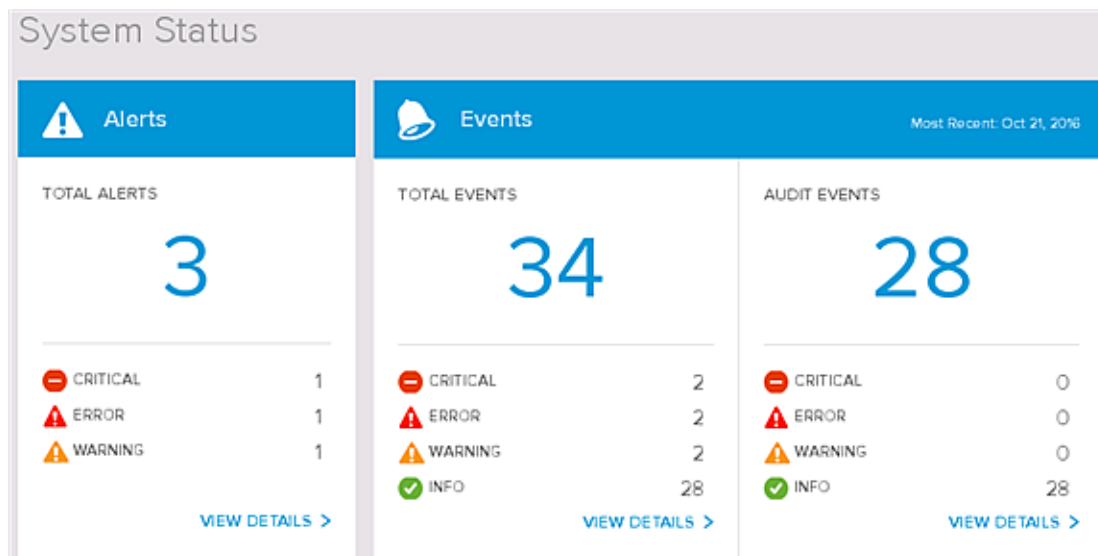 System Status
Alerts
TOTAL ALERTS
3
CRITICAL 1
ERROR 1
WARNING 1
VIEW DETAILS >
Events
Most Recent: Oct 21, 2016
TOTAL EVENTS
34
CRITICAL 2
ERROR 2
WARNING 2
INFO 28
VIEW DETAILS >
AUDIT EVENTS
28
CRITICAL 0
ERROR 0
WARNING 0
INFO 28
VIEW DETAILS >